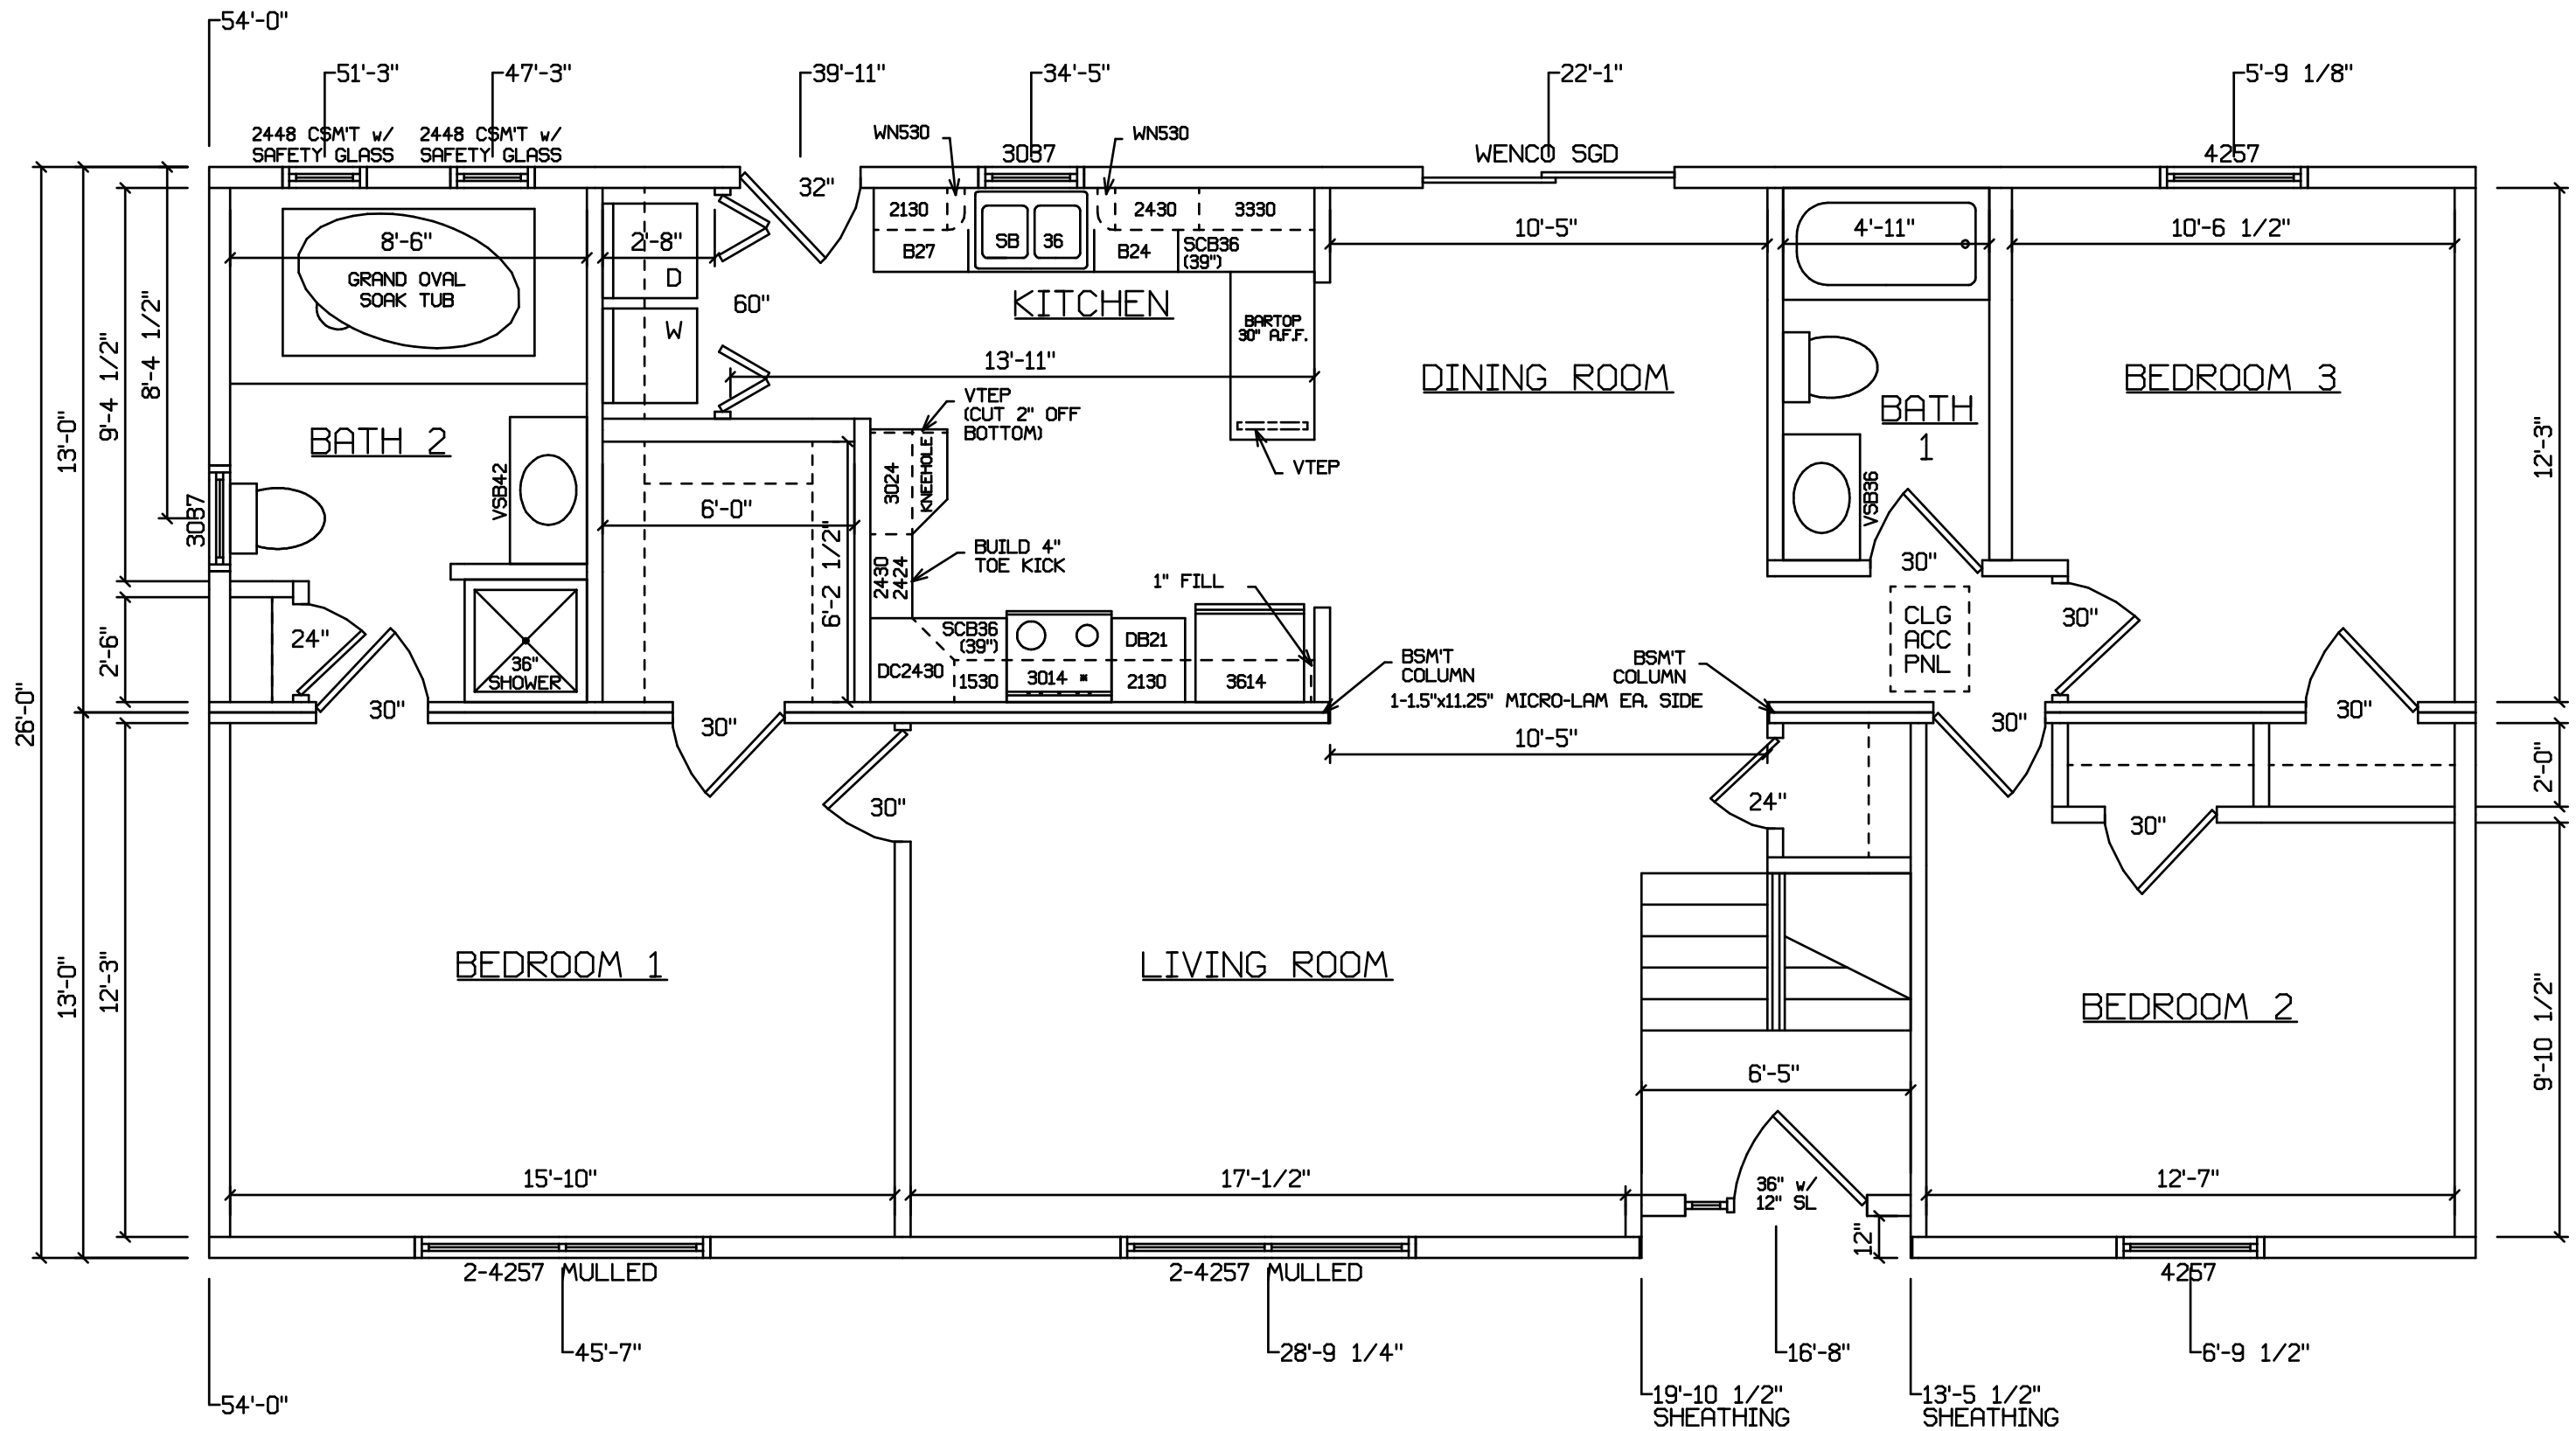 54'-0"
51'-3"
47'-3"
39'-11"
34'-5"
22'-1"
5'-9 1/8"
2448 CSM'T w/
SAFETY GLASS
2448 CSM'T w/
SAFETY GLASS
WN530
3087
WN530
WENCO SGD
4257
32"
2130
2430
3330
8'-6"
2'-8"
B27
SB 36
B24
SCB36
(39")
10'-5"
4'-11"
10'-6 1/2"
GRAND OVAL
SOAK TUB
D
60"
KITCHEN
W
BARTOP
30" A.F.F.
8'-4 1/2"
9'-4 1/2"
13'-0"
13'-11"
DINING ROOM
BEDROOM 3
VTEP
(CUT 2" OFF
BOTTOM)
BATH
1
BATH 2
12'-3"
VTEP
VSB42
3024
KNEEHOLE
VSB36
3087
6'-0"
6'-2 1/2"
BUILD 4"
TOE KICK
2430
2424
1" FILL
30"
CLG
ACC
PNL
30"
2'-6"
24"
36"
SHOWER
SCB36
(39")
DC2430
1530
3014
DB21
2130
3614
BSM'T
COLUMN
BSM'T
COLUMN
1-1.5"x11.25" MICRO-LAM EA. SIDE
26'-0"
30"
30"
30"
30"
10'-5"
2'-0"
30"
24"
30"
BEDROOM 1
LIVING ROOM
BEDROOM 2
13'-0"
12'-3"
9'-10 1/2"
6'-5"
15'-10"
17'-1/2"
36" w/
12" SL
12'-7"
12"
2-4257 MULLED
2-4257 MULLED
4257
45'-7"
28'-9 1/4"
16'-8"
6'-9 1/2"
54'-0"
19'-10 1/2"
SHEATHING
13'-5 1/2"
SHEATHING